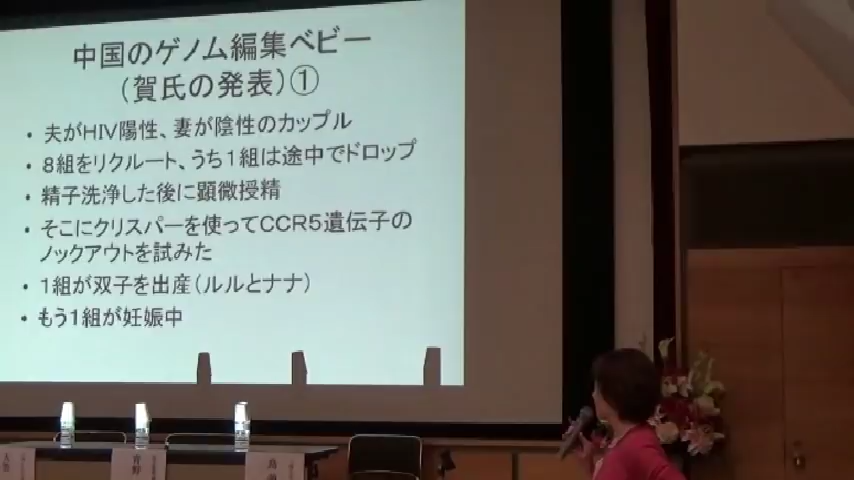 中国のゲノム編集ベビー
(賀氏の発表)①
・夫がHIV陽性、妻が陰性のカップル
・8組をリクルート、うち1組は途中でドロップ
・精子洗浄した後に顕微授精
・そこにクリスパーを使ってCCR5遺伝子の
ノックアウトを試みた
・1組が双子を出産(ルルとナナ)
・もう1組が妊娠中
青野